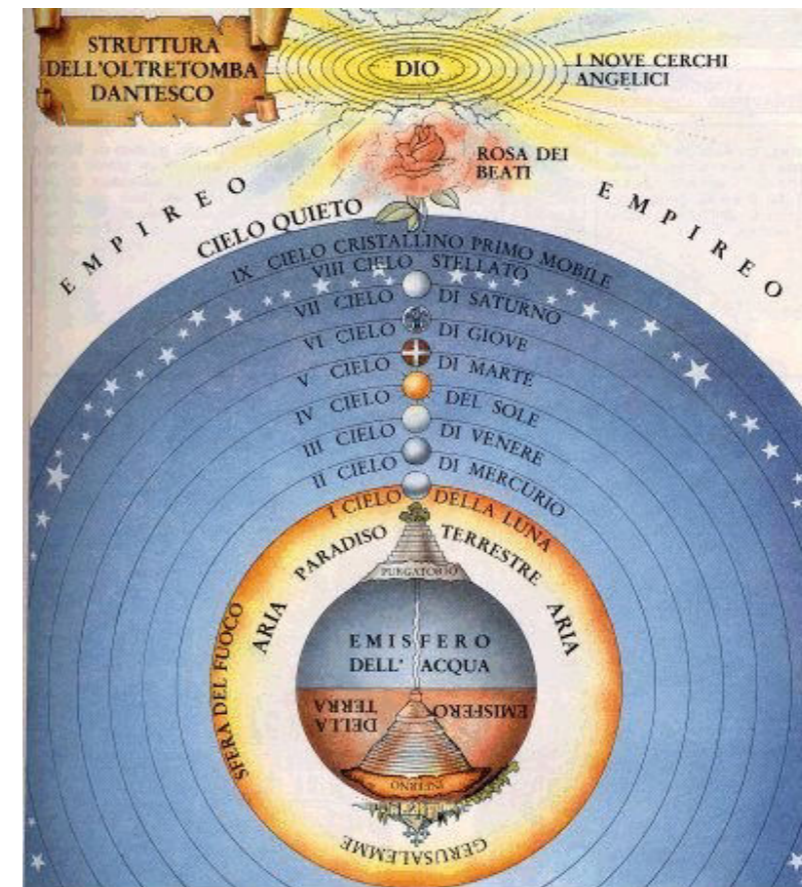 STRUTTURA
DELL'OLTRETOMBA
DANTESCO
DIO
I NOVE CERCHI
ANGELICI
ROSA DEI
BEATI
EMPIREO
EMPIREO
CIELO QUIETO
IX CIELO CRISTALLINO PRIMO MOBILE
VIII CIELO STELLATO
VII CIELO DI SATURNO
VI CIELO DI GIOVE
V CIELO DI MARTE
IV CIELO DEL SOLE
III CIELO DI VENERE
II CIELO DI MERCURIO
I CIELO DELLA LUNA
PARADISO TERRESTRE
PURGATORIO
ARIA
ARIA
SFERA DEL FUOCO
EMISFERO
DELL' ACQUA
EMISFERO
DELLA
TERRA
INFERNO
GERUSALEMME